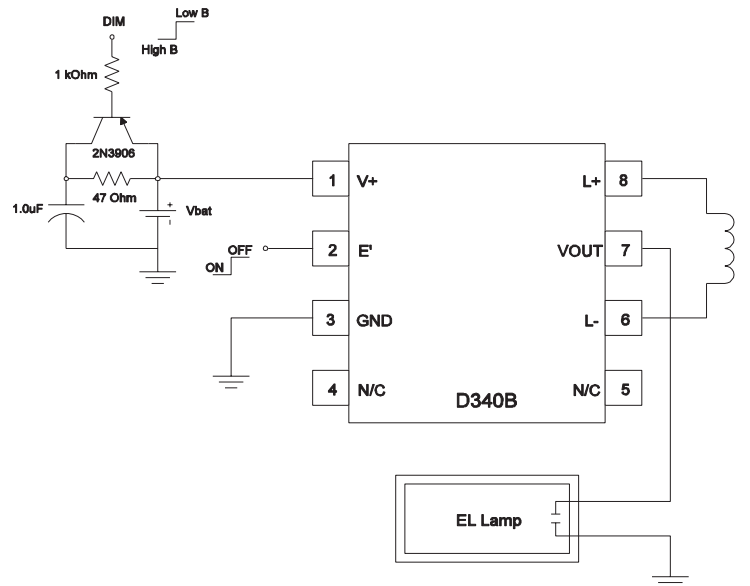 Low B
DIM
High B
1 kOhm
2N3906
47 Ohm
1.0uF
+
Vbat
-
OFF
ON
1 V+
2 E'
3 GND
4 N/C
L+ 8
VOUT 7
L- 6
N/C 5
D340B
EL Lamp